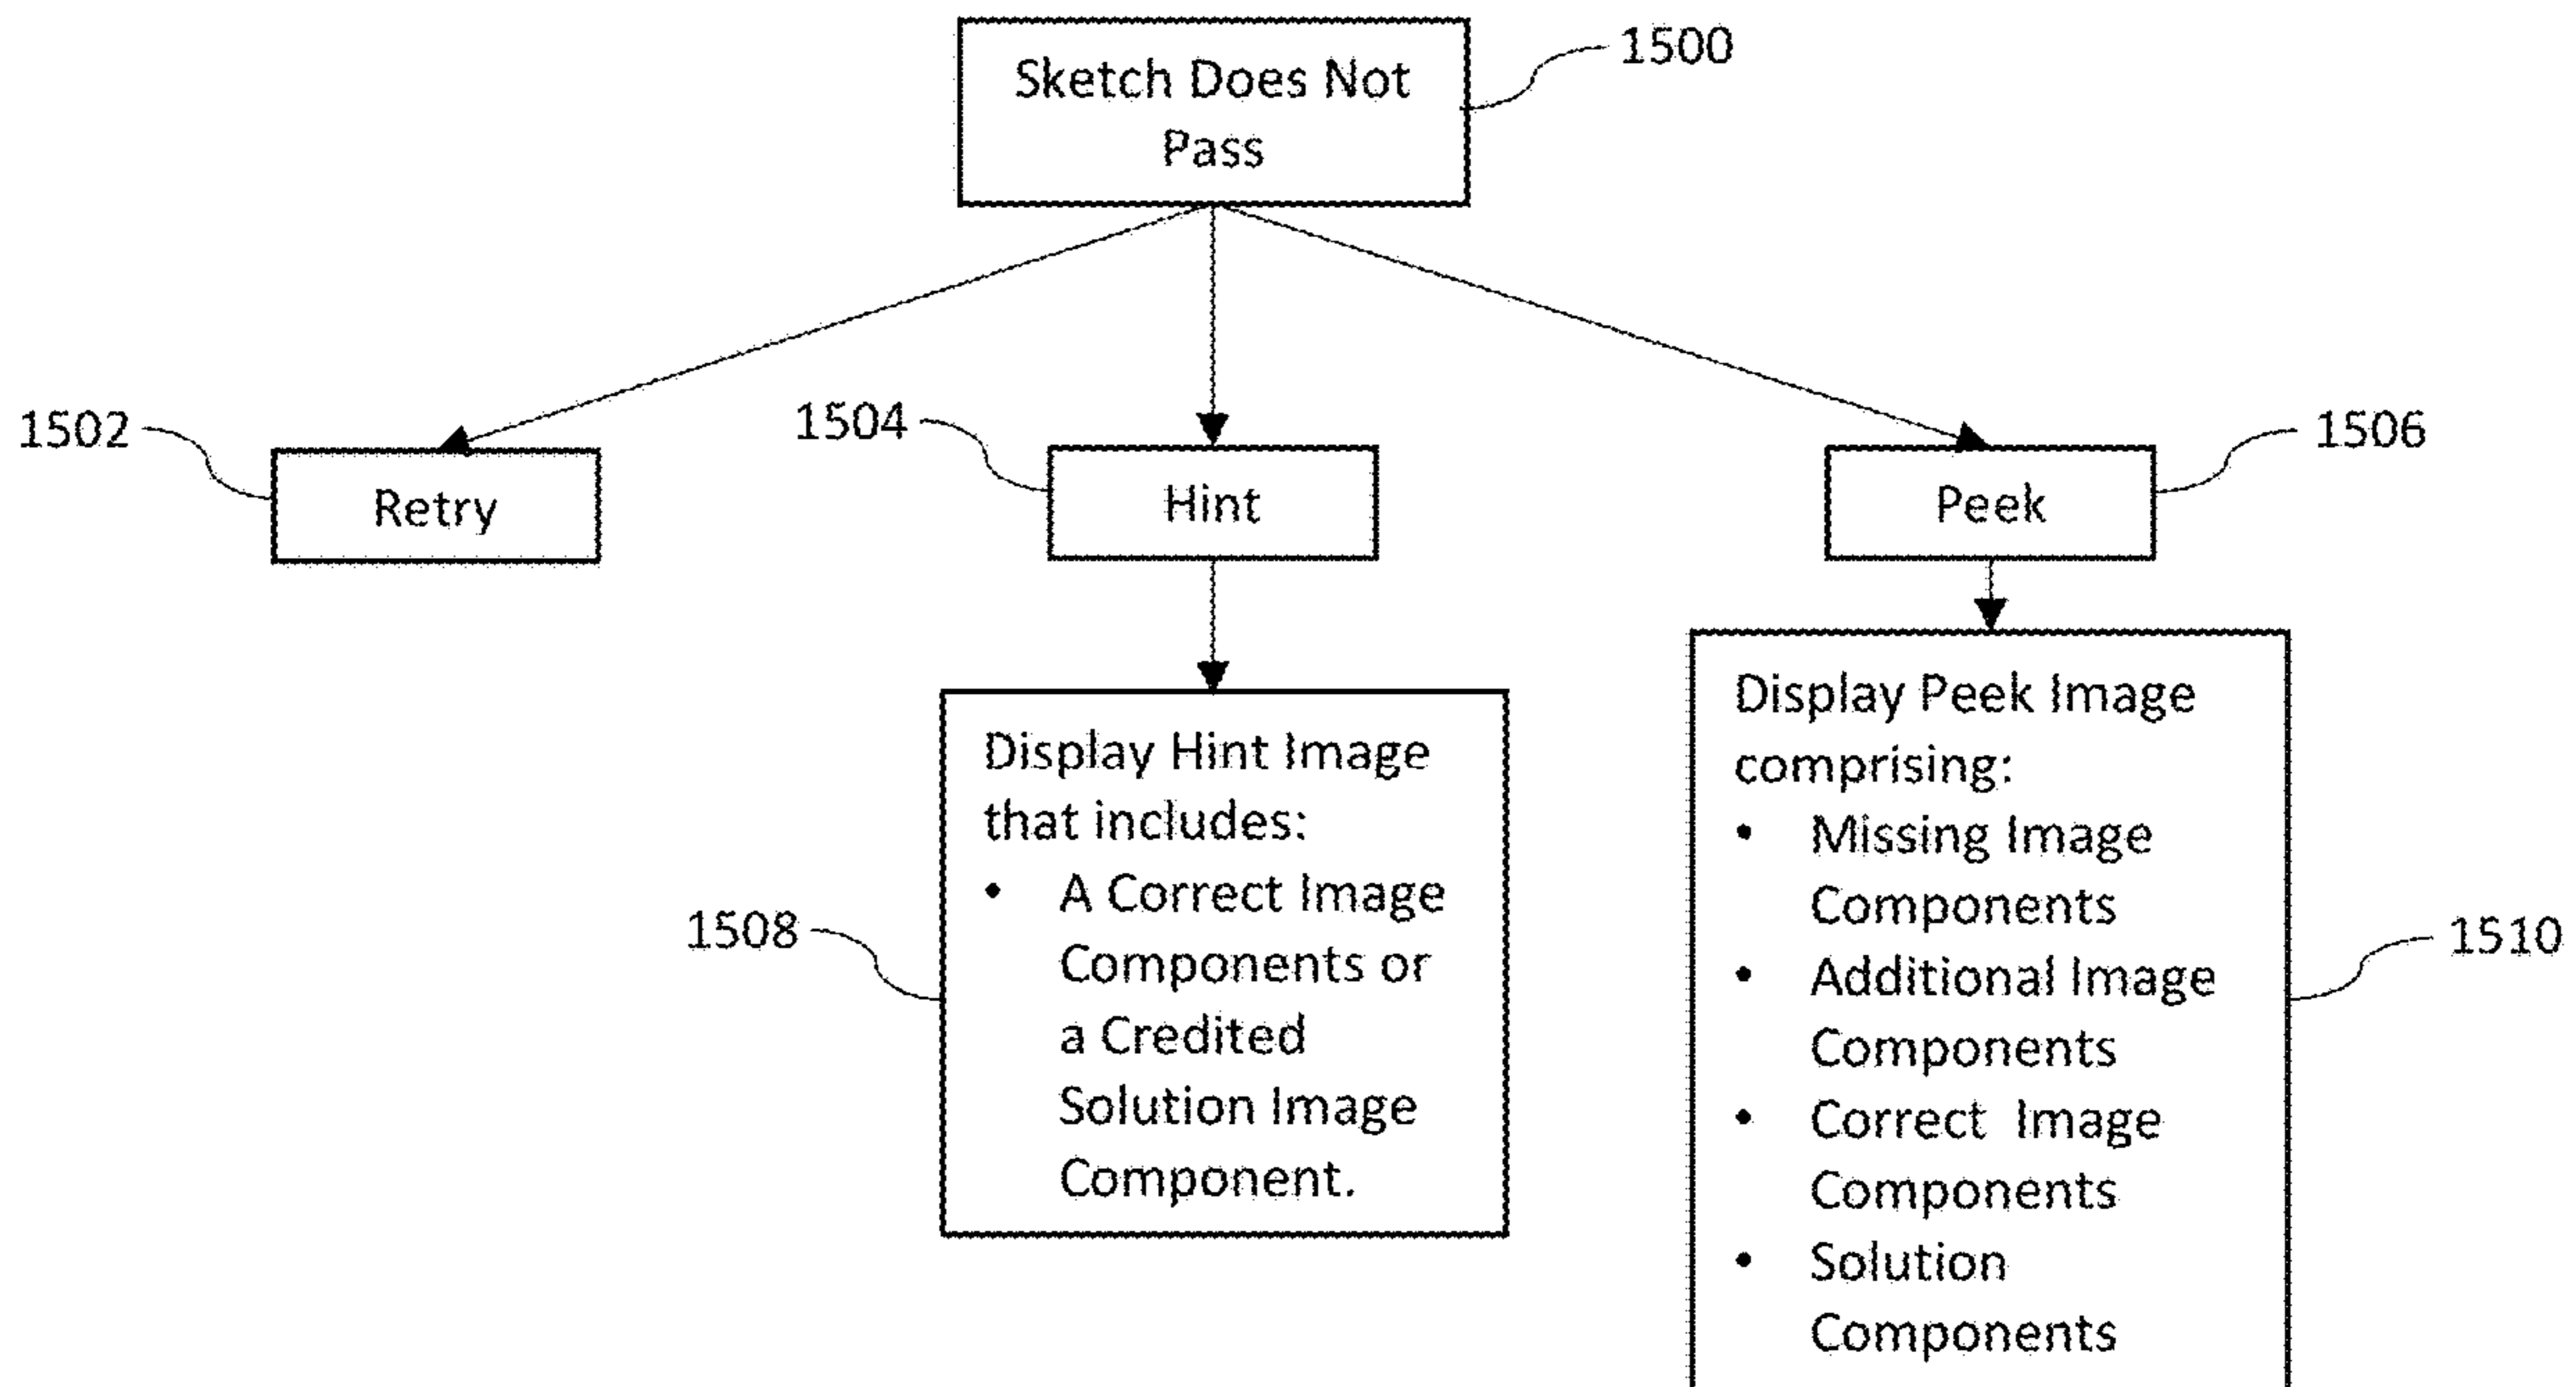 Sketch Does Not
Pass
1500
1502
Retry
1504
Hint
1506
Peek
1508
Display Hint Image
that includes:
• A Correct Image
Components or
a Credited
Solution Image
Component.
1510
Display Peek Image
comprising:
• Missing Image
Components
• Additional Image
Components
• Correct Image
Components
• Solution
Components